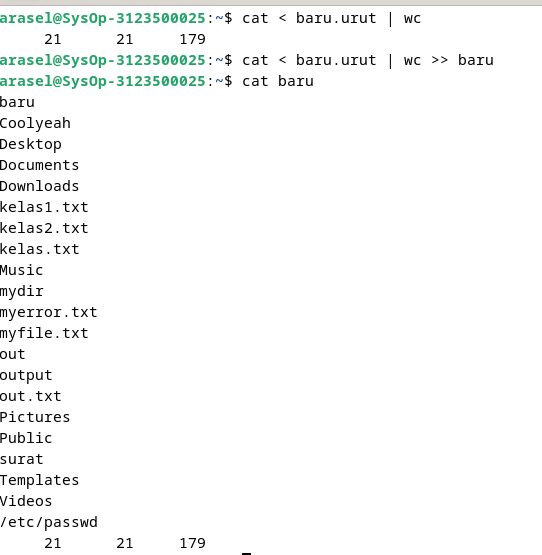 arasel@SysOp-3123500025:~$ cat < baru.urut | wc
     21      21     179
arasel@SysOp-3123500025:~$ cat < baru.urut | wc >> baru
arasel@SysOp-3123500025:~$ cat baru
baru
Coolyeah
Desktop
Documents
Downloads
kelas1.txt
kelas2.txt
kelas.txt
Music
mydir
myerror.txt
myfile.txt
out
output
out.txt
Pictures
Public
surat
Templates
Videos
/etc/passwd
     21      21     179